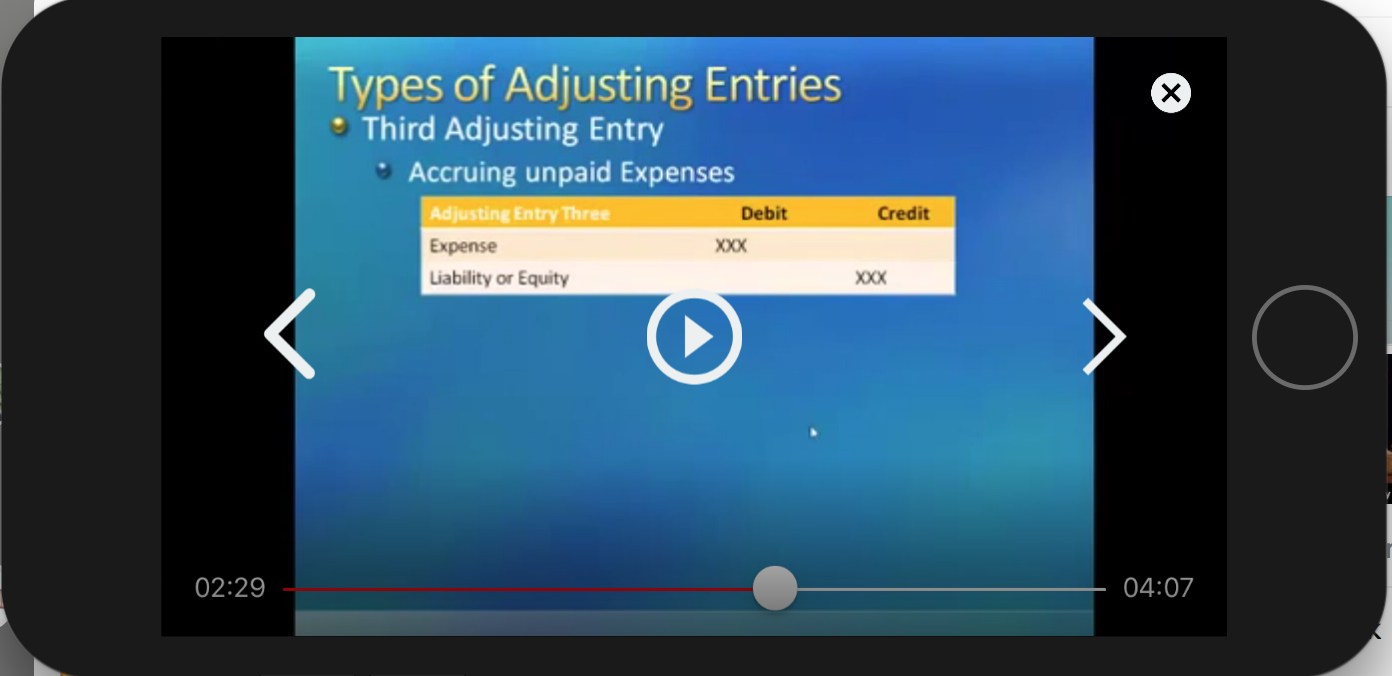 Types of Adjusting Entries
Third Adjusting Entry
Accruing unpaid Expenses
Adjusting Entry Three Debit Credit
Expense XXX
Liability or Equity XXX
02:29 04:07